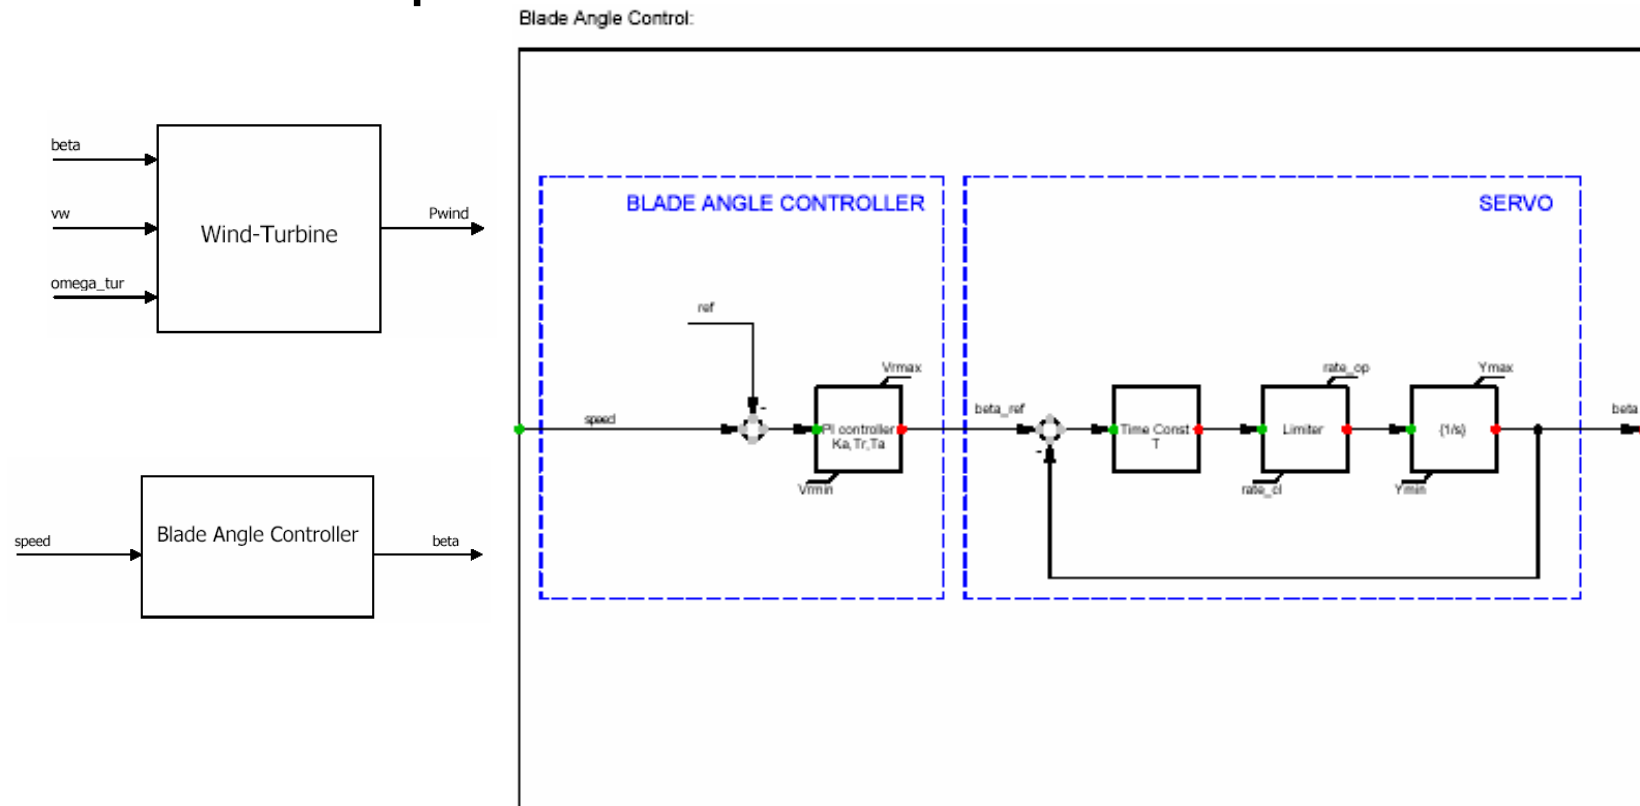 Blade Angle Control:
beta
vw
omega_tur
Wind-Turbine
Pwind
speed
Blade Angle Controller
beta
BLADE ANGLE CONTROLLER
ref
-
speed
Vrmax
PI controller
Ka,Tr,Ta
Vrmin
SERVO
beta_ref
-
Time Const
T
rate_op
Limiter
rate_cl
Ymax
(1/s)
Ymin
beta